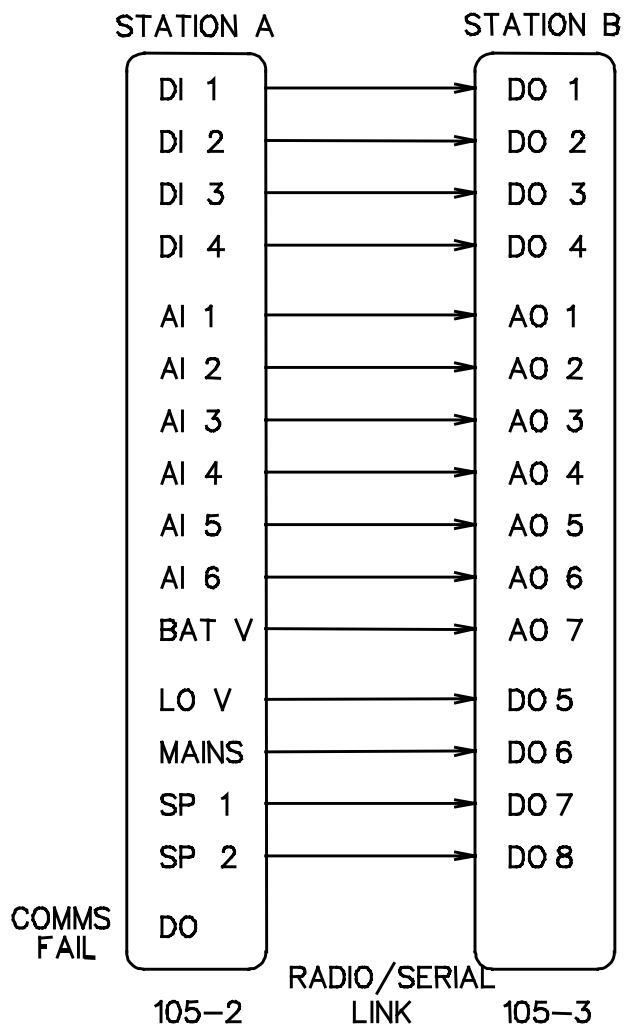 STATION A STATION B
DI 1 DO 1
DI 2 DO 2
DI 3 DO 3
DI 4 DO 4
AI 1 AO 1
AI 2 AO 2
AI 3 AO 3
AI 4 AO 4
AI 5 AO 5
AI 6 AO 6
BAT V AO 7
LO V DO 5
MAINS DO 6
SP 1 DO 7
SP 2 DO 8
COMMS
FAIL
DO
RADIO/SERIAL
LINK
105-2
105-3